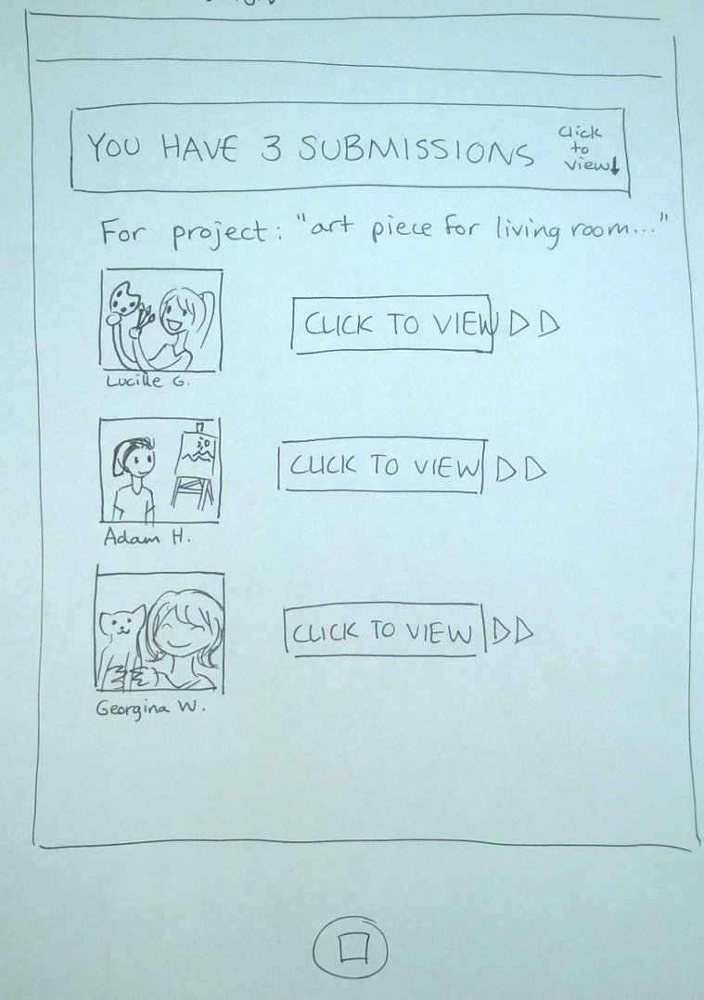 YOU HAVE 3 SUBMISSIONS
Click
to
view
For project: "art piece for living room..."
CLICK TO VIEW
Lucille G.
CLICK TO VIEW
Adam H.
CLICK TO VIEW
Georgina W.